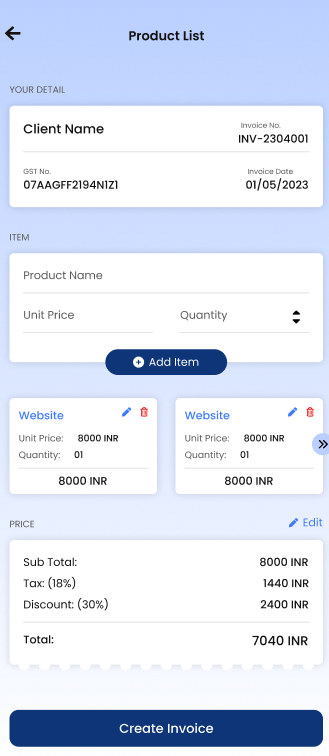 Product List
YOUR DETAIL
Client Name
Invoice No.
INV-2304001
GST No.
Invoice Date
07AAGFF2194N1Z1
01/05/2023
ITEM
Product Name
Unit Price
Quantity
Add Item
Website
Unit Price: 8000 INR
Quantity: 01
8000 INR
Website
Unit Price: 8000 INR
Quantity: 01
8000 INR
PRICE
Edit
Sub Total: 8000 INR
Tax: (18%) 1440 INR
Discount: (30%) 2400 INR
Total: 7040 INR
Create Invoice